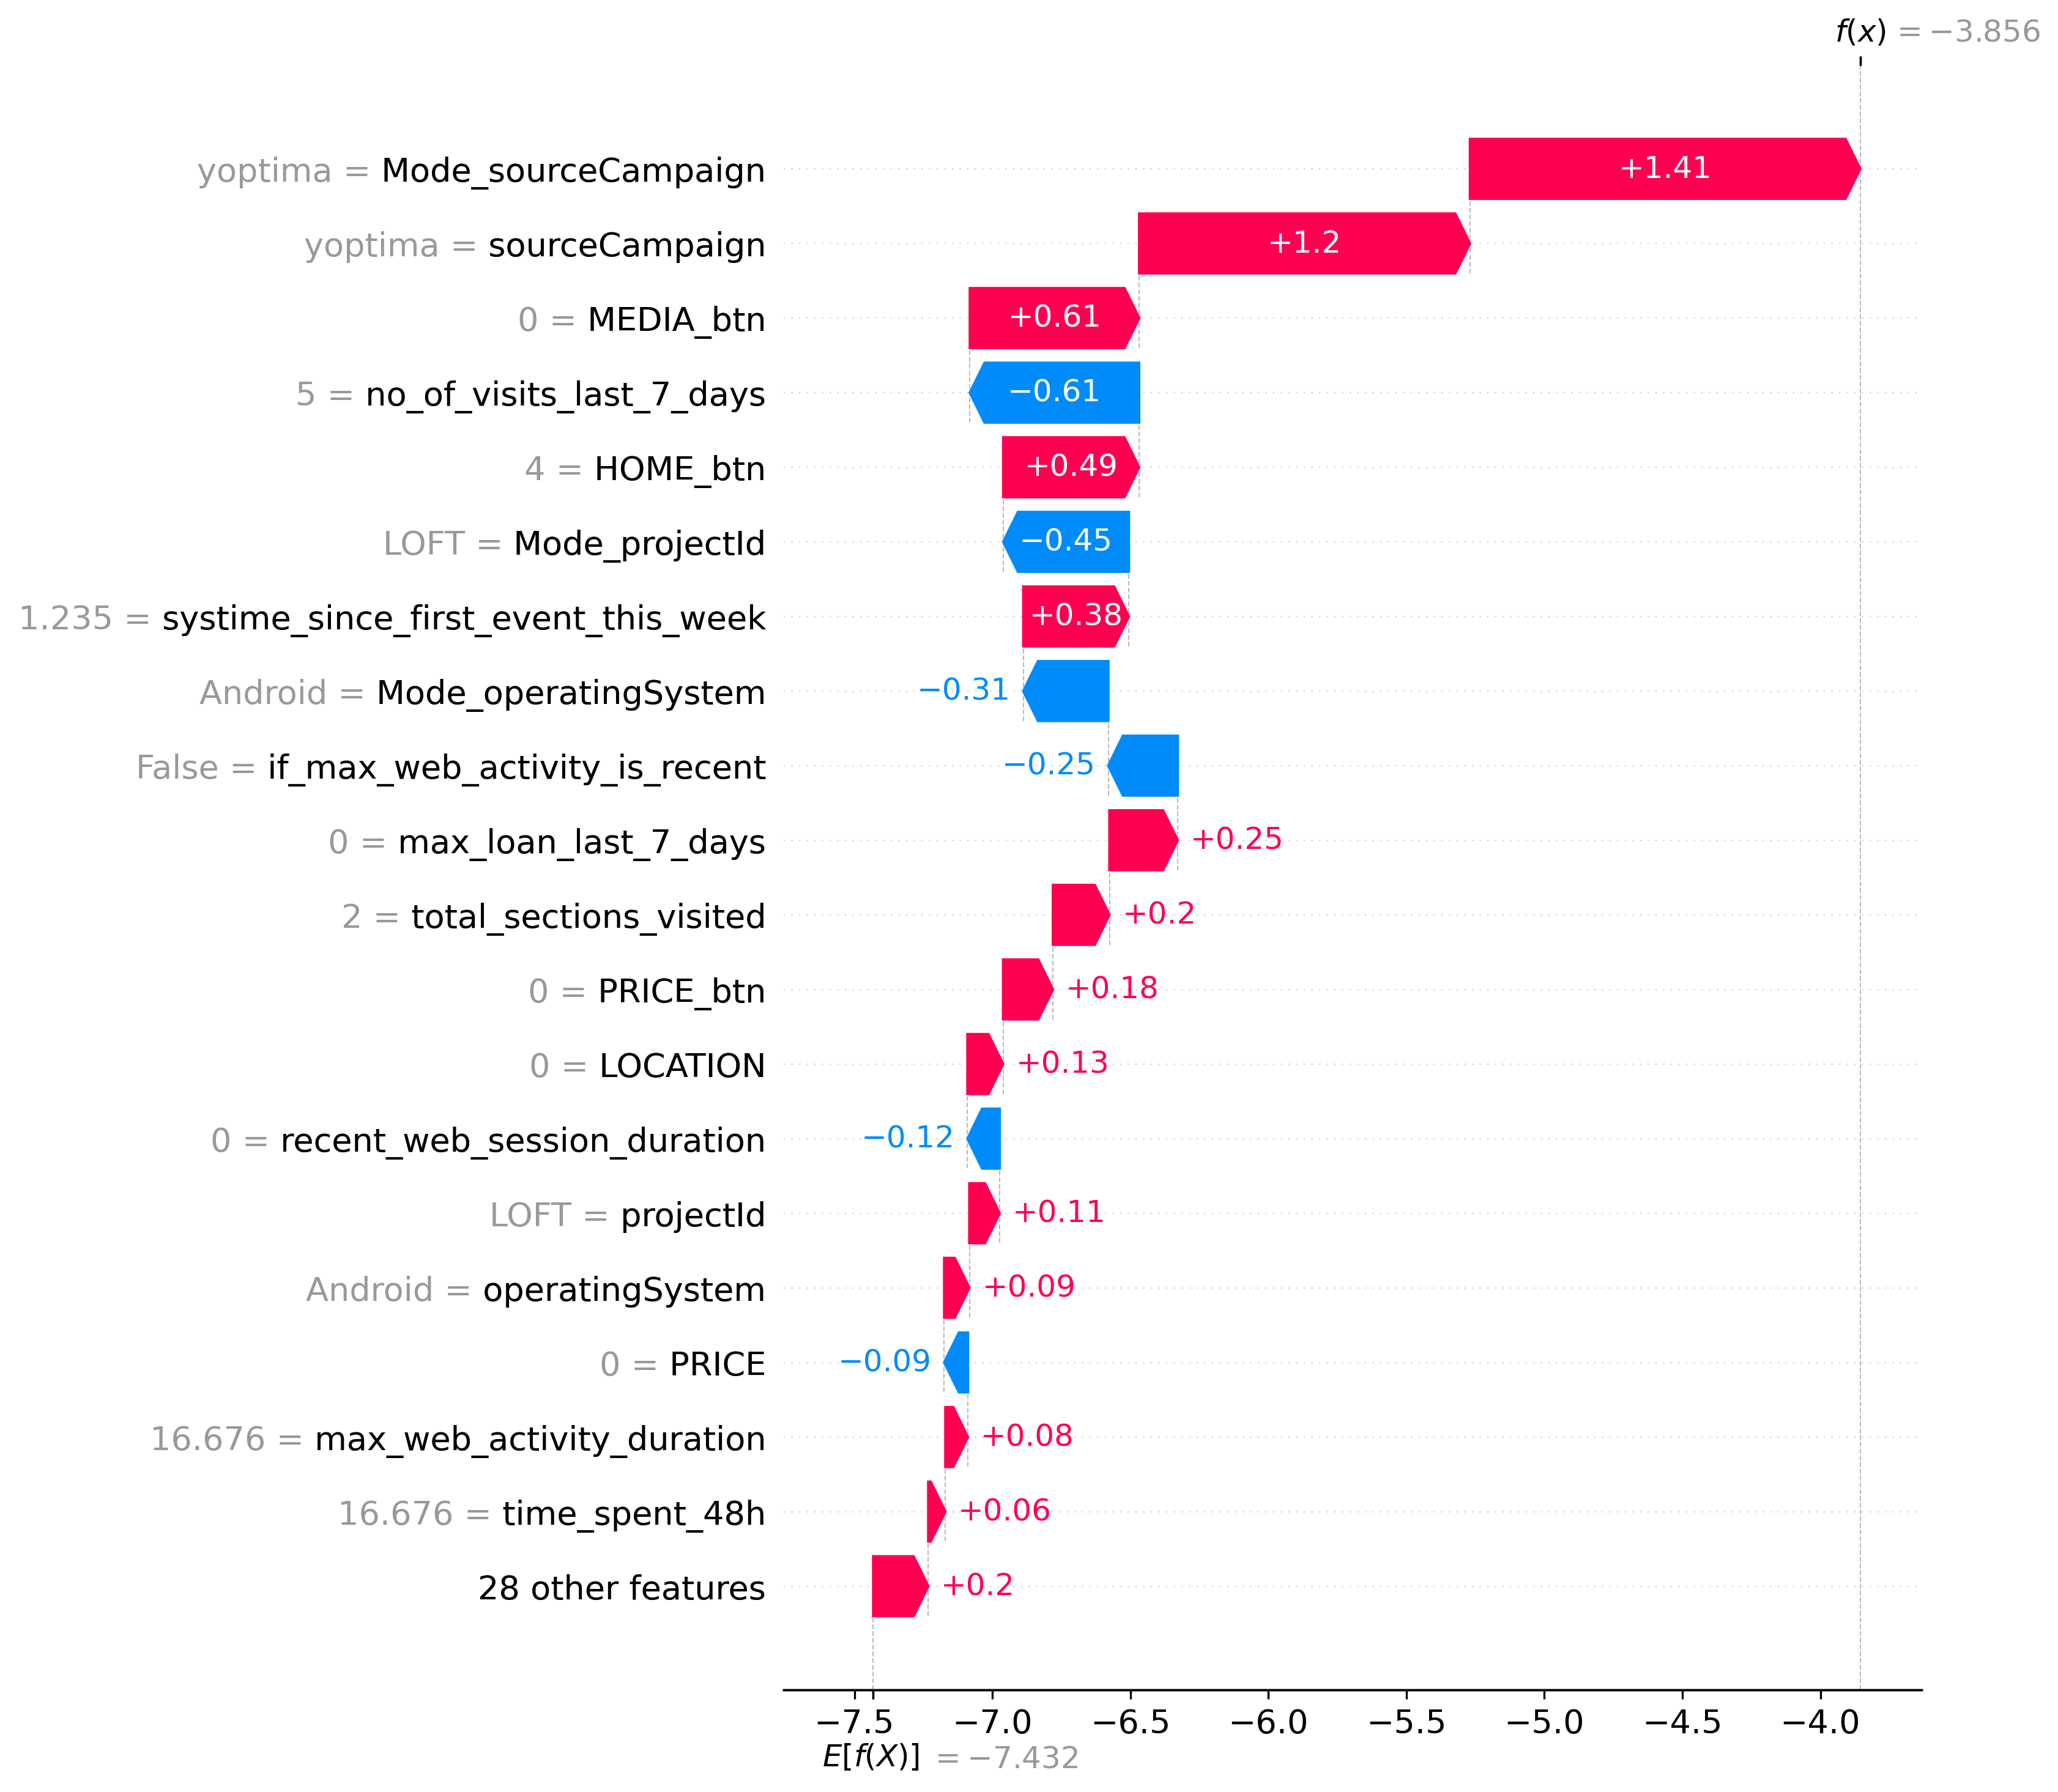 f(x) = −3.856
yoptima = Mode_sourceCampaign +1.41
yoptima = sourceCampaign +1.2
0 = MEDIA_btn +0.61
5 = no_of_visits_last_7_days −0.61
4 = HOME_btn +0.49
LOFT = Mode_projectId −0.45
1.235 = systime_since_first_event_this_week +0.38
Android = Mode_operatingSystem −0.31
False = if_max_web_activity_is_recent −0.25
0 = max_loan_last_7_days +0.25
2 = total_sections_visited +0.2
0 = PRICE_btn +0.18
0 = LOCATION +0.13
0 = recent_web_session_duration −0.12
LOFT = projectId +0.11
Android = operatingSystem +0.09
0 = PRICE −0.09
16.676 = max_web_activity_duration +0.08
16.676 = time_spent_48h +0.06
28 other features +0.2
−7.5 −7.0 −6.5 −6.0 −5.5 −5.0 −4.5 −4.0
E[f(X)] = −7.432